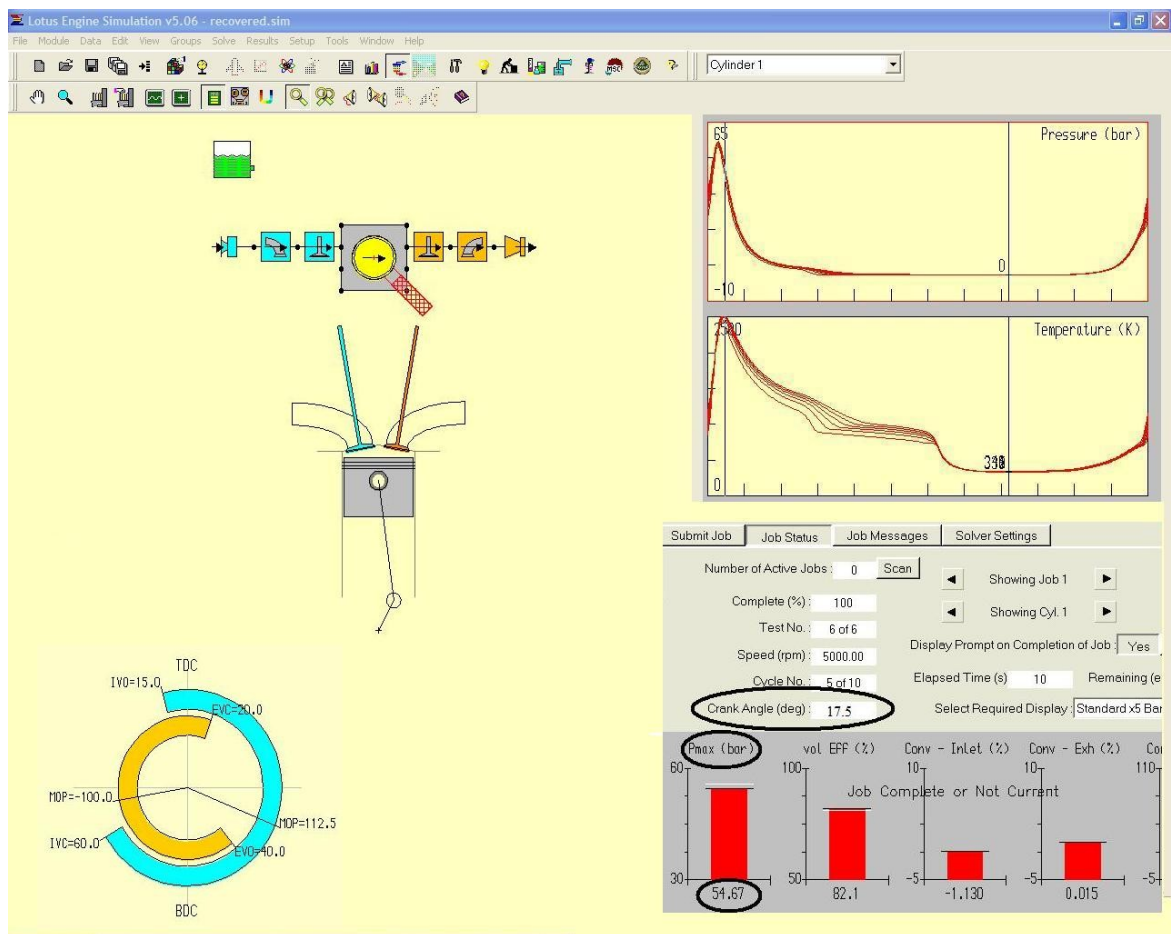 Lotus Engine Simulation v5.06 - recovered.sim
File Module Data Edit View Groups Solve Results Setup Tools Window Help
Cylinder 1
65
Pressure (bar)
0
-10
Temperature (K)
0
TDC
IVO=15.0
EVC=20.0
MOP=-100.0
MOP=112.5
IVC=60.0
EVO=40.0
BDC
Submit Job Job Status Job Messages Solver Settings
Number of Active Jobs : 0 Scan Showing Job 1
Complete (%) : 100 Showing Cyl. 1
Test No. : 6 of 6
Display Prompt on Completion of Job : Yes
Speed (rpm) : 5000.00
Cycle No. : 5 of 10 Elapsed Time (s) 10 Remaining (e
Crank Angle (deg) : 17.5 Select Required Display : Standard x5 Bar
Pmax (bar) vol EFF (%) Conv - Inlet (%) Conv - Exh (%) Co
60 100 10 10 110
Job Complete or Not Current
30 50 -5 -5 -5
54.67 82.1 -1.130 0.015